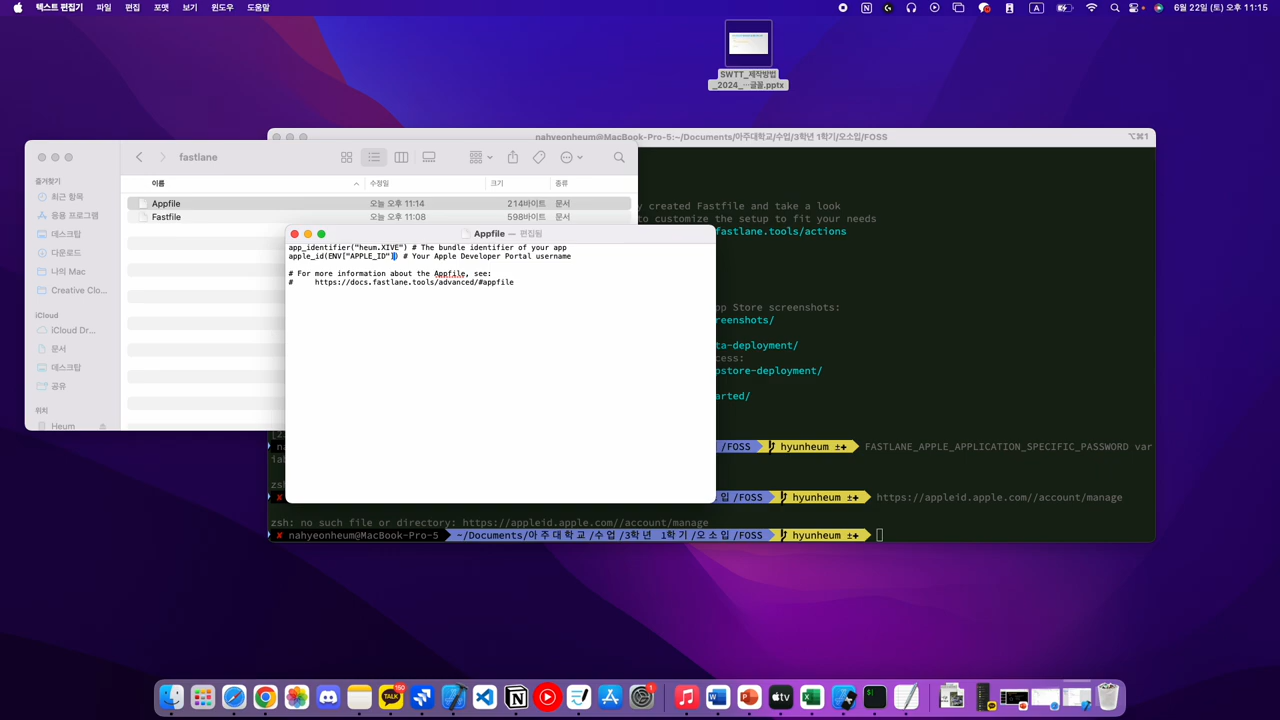 텍스트 편집기 파일 편집 포맷 보기 윈도우 도움말
A
6월 22일 (토) 오후 11:15
SWTT_제작방법
_2024_…글꼴.pptx
nahyeonheum@MacBook-Pro-5:~/Documents/아주대학교/수업/3학년 1학기/오소입/FOSS
⌥⌘1
fastlane
즐겨찾기
최근 항목
응용 프로그램
데스크탑
다운로드
나의 Mac
Creative Clo...
iCloud
iCloud Dr...
문서
데스크탑
공유
위치
Heum
이름 수정일 크기 종류
Appfile 오늘 오후 11:14 214바이트 문서
Fastfile 오늘 오후 11:08 598바이트 문서
Appfile — 편집됨
app_identifier("heum.XIVE") # The bundle identifier of your app
apple_id(ENV["APPLE_ID"]) # Your Apple Developer Portal username
# For more information about the Appfile, see:
#     https://docs.fastlane.tools/advanced/#appfile
y created Fastfile and take a look
to customize the setup to fit your needs
fastlane.tools/actions
pp Store screenshots:
reenshots/
ta-deployment/
cess:
pstore-deployment/
arted/
/FOSS hyunheum ±✚ FASTLANE_APPLE_APPLICATION_SPECIFIC_PASSWORD var
iab
zsh
✘ 입 /FOSS hyunheum ±✚ https://appleid.apple.com//account/manage
zsh: no such file or directory: https://appleid.apple.com//account/manage
✘ nahyeonheum@MacBook-Pro-5 ~/Documents/아주대학교/수업/3학년 1학기/오소입/FOSS hyunheum ±✚
TALK
150
1
tv